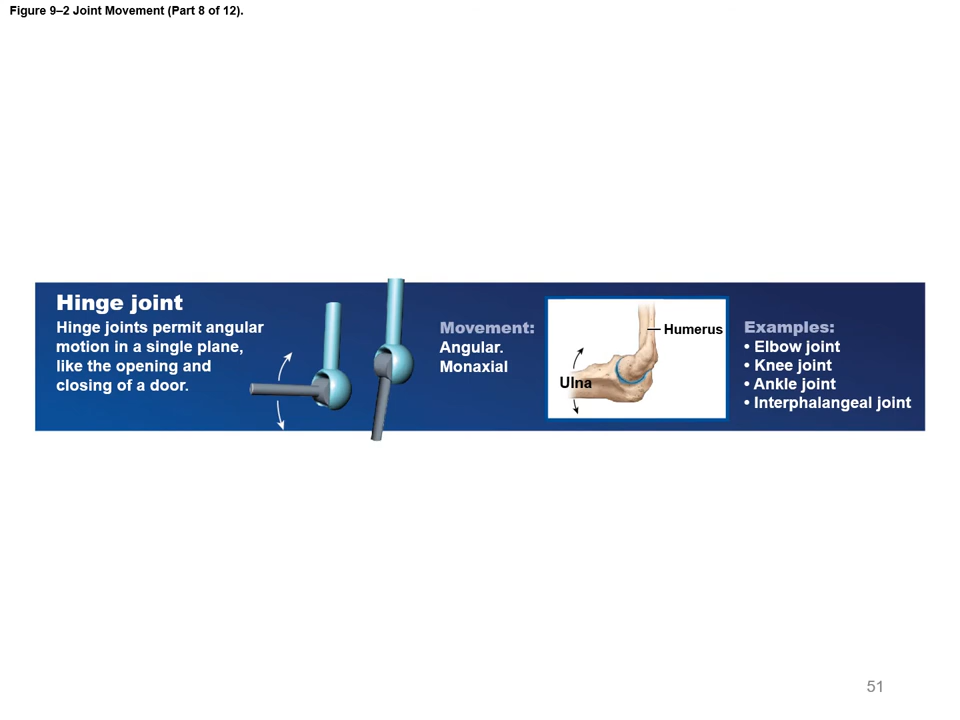 Figure 9–2 Joint Movement (Part 8 of 12).
Hinge joint
Hinge joints permit angular
motion in a single plane,
like the opening and
closing of a door.
Movement:
Angular.
Monaxial
Humerus
Ulna
Examples:
• Elbow joint
• Knee joint
• Ankle joint
• Interphalangeal joint
51